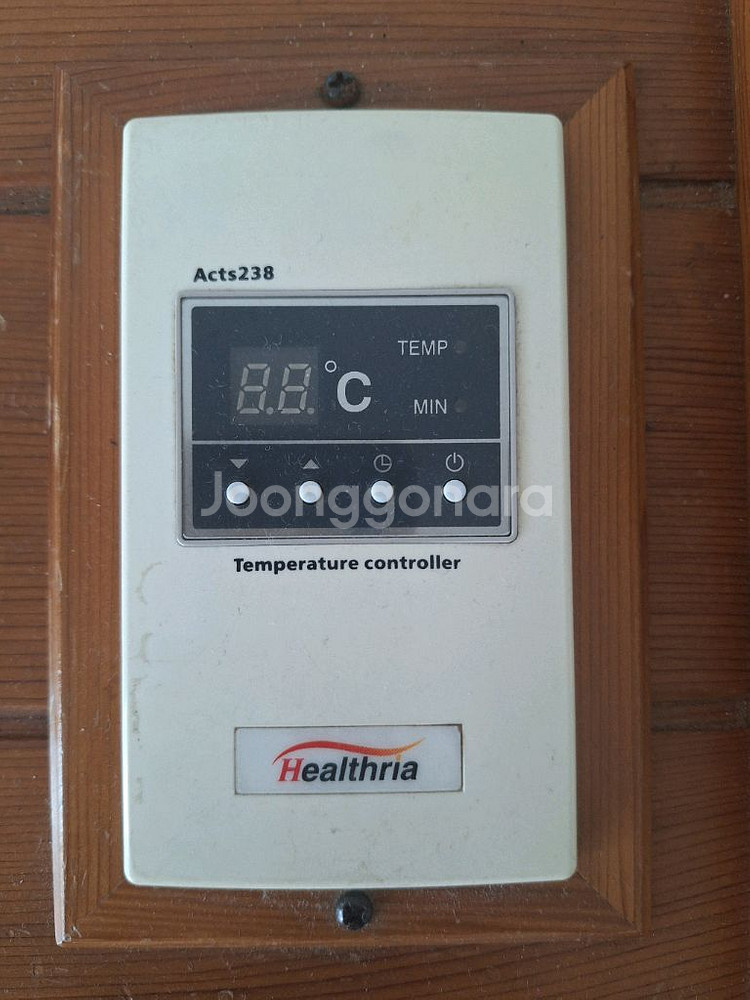 Acts238
TEMP
°C
MIN
Joonggonara
Temperature controller
Healthria